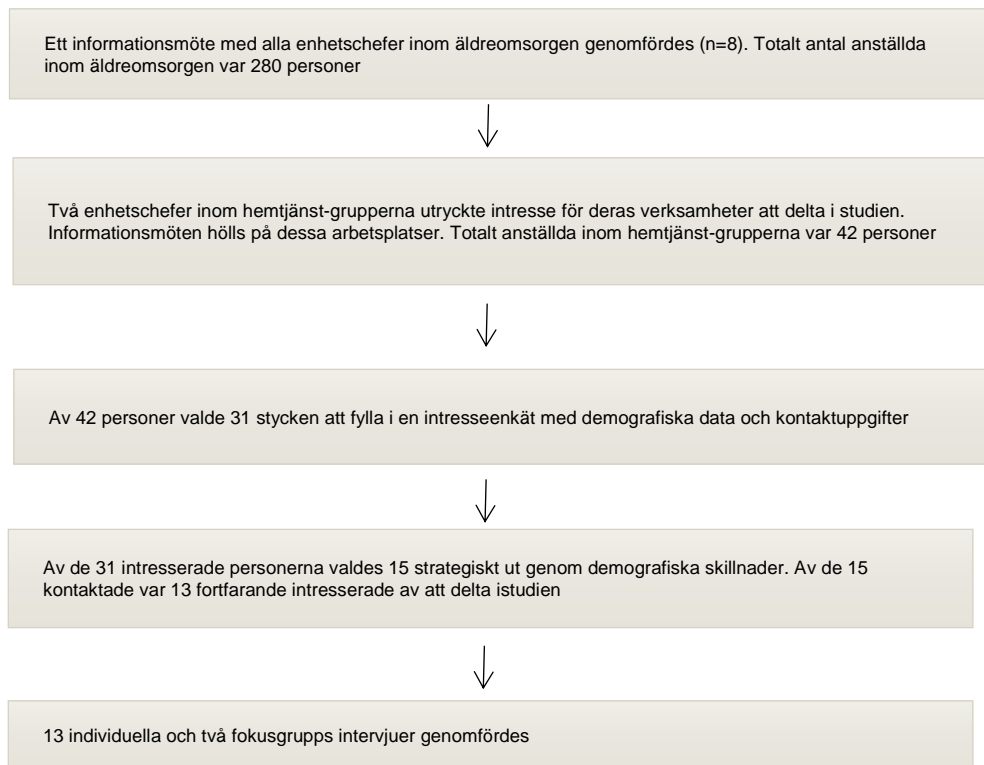 Ett informationsmöte med alla enhetschefer inom äldreomsorgen genomfördes (n=8). Totalt antal anställda
inom äldreomsorgen var 280 personer
Två enhetschefer inom hemtjänst-grupperna utryckte intresse för deras verksamheter att delta i studien.
Informationsmöten hölls på dessa arbetsplatser. Totalt anställda inom hemtjänst-grupperna var 42 personer
Av 42 personer valde 31 stycken att fylla i en intresseenkät med demografiska data och kontaktuppgifter
Av de 31 intresserade personerna valdes 15 strategiskt ut genom demografiska skillnader. Av de 15
kontaktade var 13 fortfarande intresserade av att delta istudien
13 individuella och två fokusgrupps intervjuer genomfördes